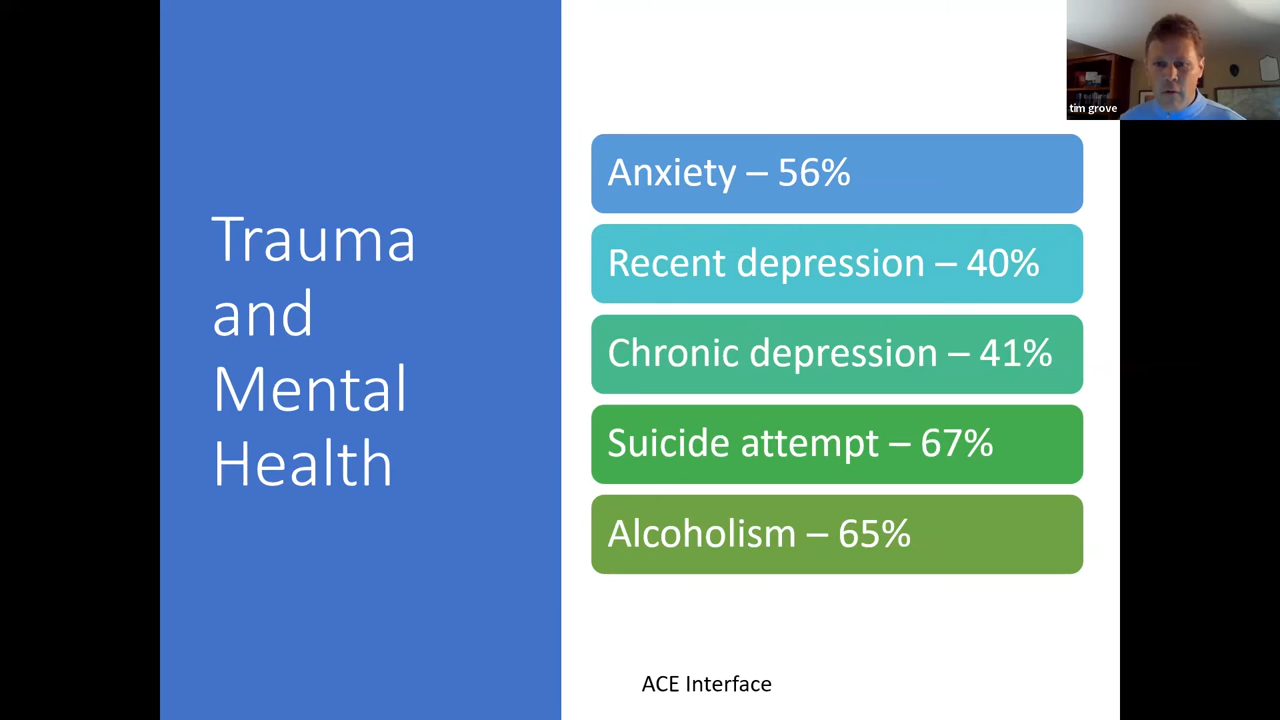 Trauma
and
Mental
Health
tim grove
Anxiety – 56%
Recent depression – 40%
Chronic depression – 41%
Suicide attempt – 67%
Alcoholism – 65%
ACE Interface